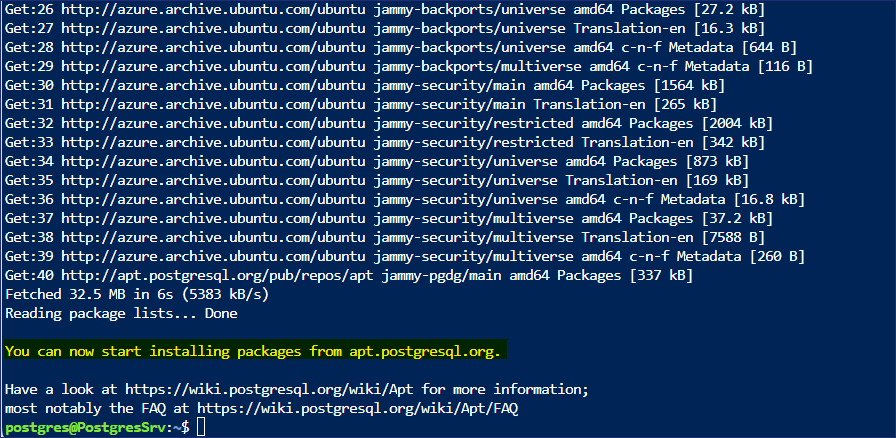 Get:26 http://azure.archive.ubuntu.com/ubuntu jammy-backports/universe amd64 Packages [27.2 kB]
Get:27 http://azure.archive.ubuntu.com/ubuntu jammy-backports/universe Translation-en [16.3 kB]
Get:28 http://azure.archive.ubuntu.com/ubuntu jammy-backports/universe amd64 c-n-f Metadata [644 B]
Get:29 http://azure.archive.ubuntu.com/ubuntu jammy-backports/multiverse amd64 c-n-f Metadata [116 B]
Get:30 http://azure.archive.ubuntu.com/ubuntu jammy-security/main amd64 Packages [1564 kB]
Get:31 http://azure.archive.ubuntu.com/ubuntu jammy-security/main Translation-en [265 kB]
Get:32 http://azure.archive.ubuntu.com/ubuntu jammy-security/restricted amd64 Packages [2004 kB]
Get:33 http://azure.archive.ubuntu.com/ubuntu jammy-security/restricted Translation-en [342 kB]
Get:34 http://azure.archive.ubuntu.com/ubuntu jammy-security/universe amd64 Packages [873 kB]
Get:35 http://azure.archive.ubuntu.com/ubuntu jammy-security/universe Translation-en [169 kB]
Get:36 http://azure.archive.ubuntu.com/ubuntu jammy-security/universe amd64 c-n-f Metadata [16.8 kB]
Get:37 http://azure.archive.ubuntu.com/ubuntu jammy-security/multiverse amd64 Packages [37.2 kB]
Get:38 http://azure.archive.ubuntu.com/ubuntu jammy-security/multiverse Translation-en [7588 B]
Get:39 http://azure.archive.ubuntu.com/ubuntu jammy-security/multiverse amd64 c-n-f Metadata [260 B]
Get:40 http://apt.postgresql.org/pub/repos/apt jammy-pgdg/main amd64 Packages [337 kB]
Fetched 32.5 MB in 6s (5383 kB/s)
Reading package lists... Done
You can now start installing packages from apt.postgresql.org.
Have a look at https://wiki.postgresql.org/wiki/Apt for more information;
most notably the FAQ at https://wiki.postgresql.org/wiki/Apt/FAQ
postgres@PostgresSrv:~$